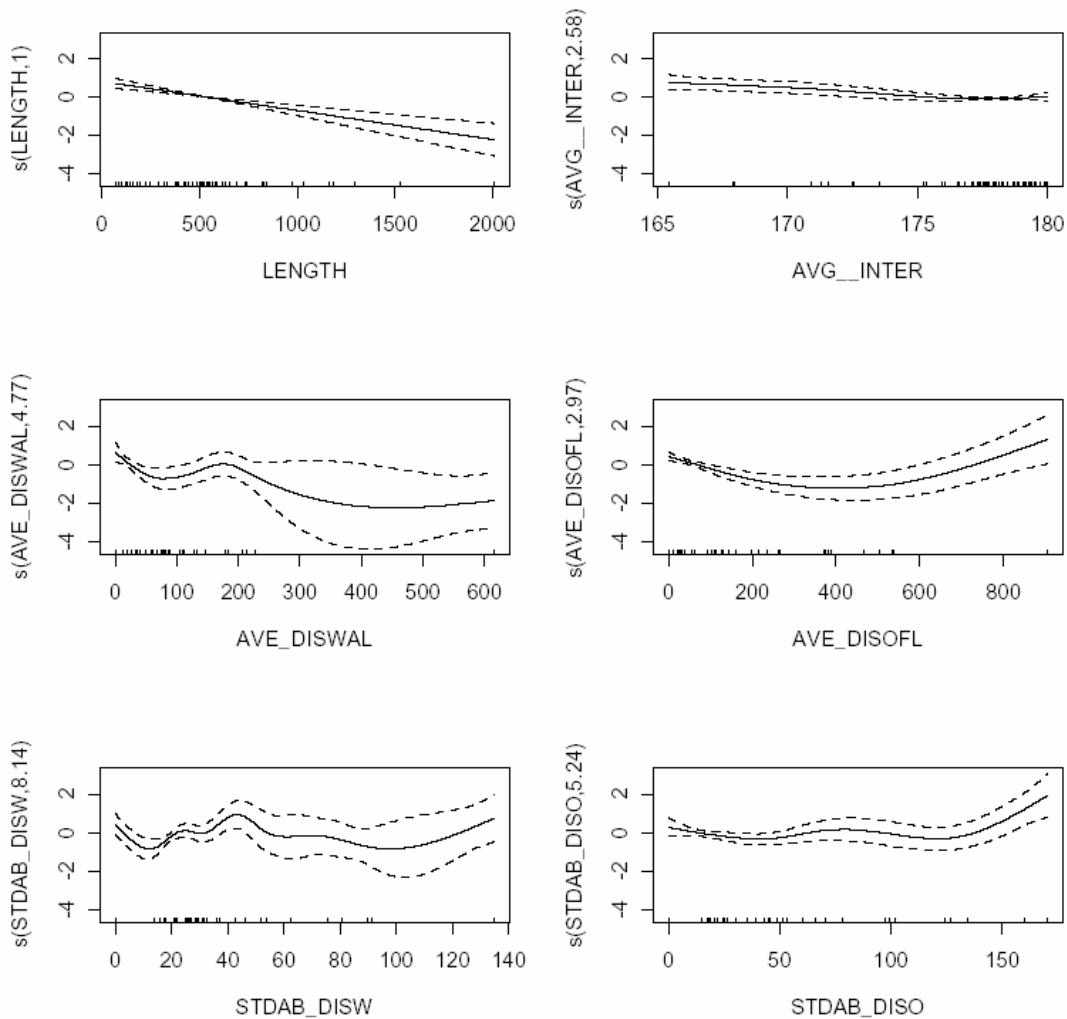 s(LENGTH,1)
2
0
-2
-4
0 500 1000 1500 2000
LENGTH
s(AVG__INTER,2.58)
2
0
-2
-4
165 170 175 180
AVG__INTER
s(AVE_DISWAL,4.77)
2
0
-2
-4
0 100 200 300 400 500 600
AVE_DISWAL
s(AVE_DISOFL,2.97)
2
0
-2
-4
0 200 400 600 800
AVE_DISOFL
s(STDAB_DISW,8.14)
2
0
-2
-4
0 20 40 60 80 100 120 140
STDAB_DISW
s(STDAB_DISO,5.24)
2
0
-2
-4
0 50 100 150
STDAB_DISO